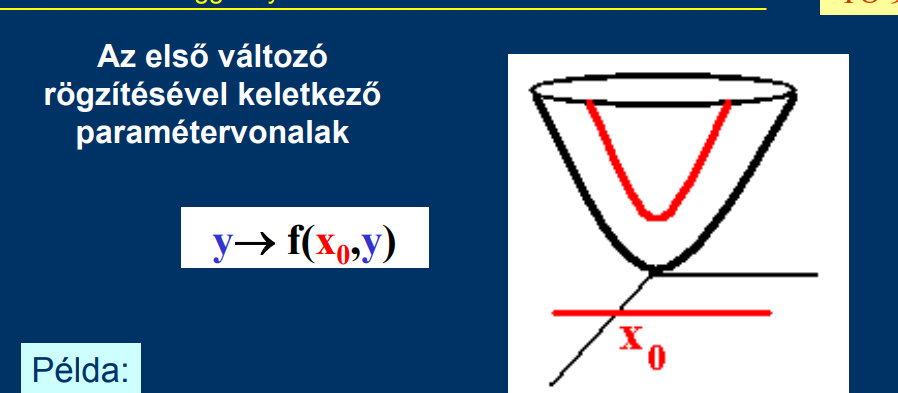 Az első változó
rögzítésével keletkező
paramétervonalak
y→ f(x₀,y)
x₀
Példa: